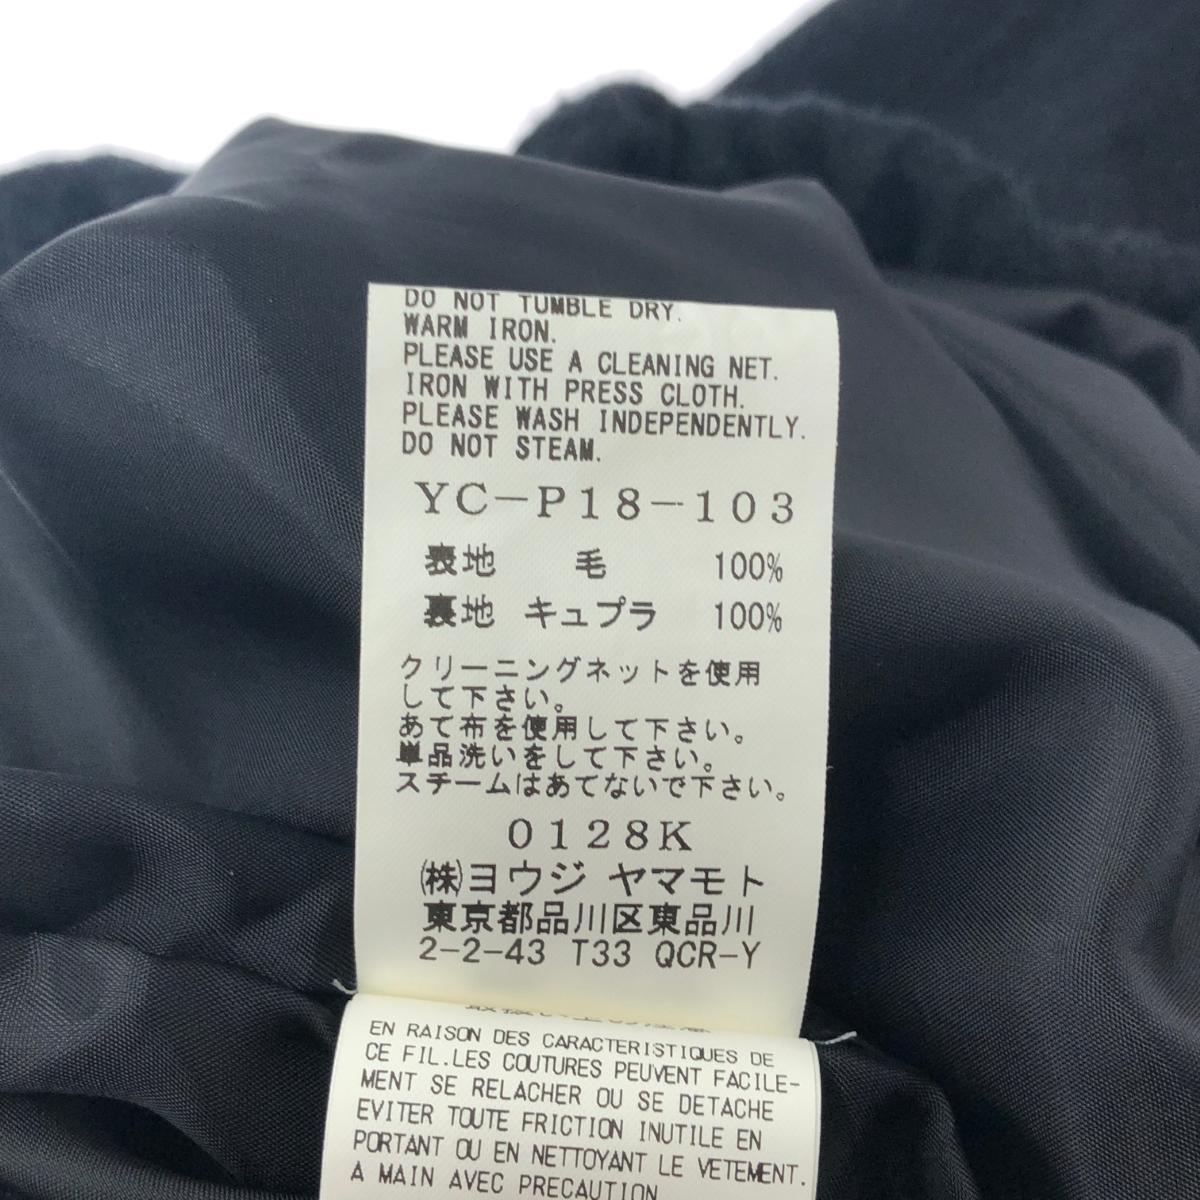 DO NOT TUMBLE DRY.
WARM IRON.
PLEASE USE A CLEANING NET.
IRON WITH PRESS CLOTH.
PLEASE WASH INDEPENDENTLY.
DO NOT STEAM.
YC-P18-103
表地 毛 100%
裏地 キュプラ 100%
クリーニングネットを使用
して下さい。
あて布を使用して下さい。
単品洗いをして下さい。
スチームはあてないで下さい。
0128K
㈱ヨウジ ヤマモト
東京都品川区東品川
2-2-43 T33 QCR-Y
EN RAISON DES CARACTERISTIQUES DE
CE FIL.LES COUTURES PEUVENT FACILE-
MENT SE RELACHER OU SE DETACHE
EVITER TOUTE FRICTION INUTILE EN
PORTANT OU EN NETTOYANT LE VETEMENT.
A MAIN AVEC PRECAUTION